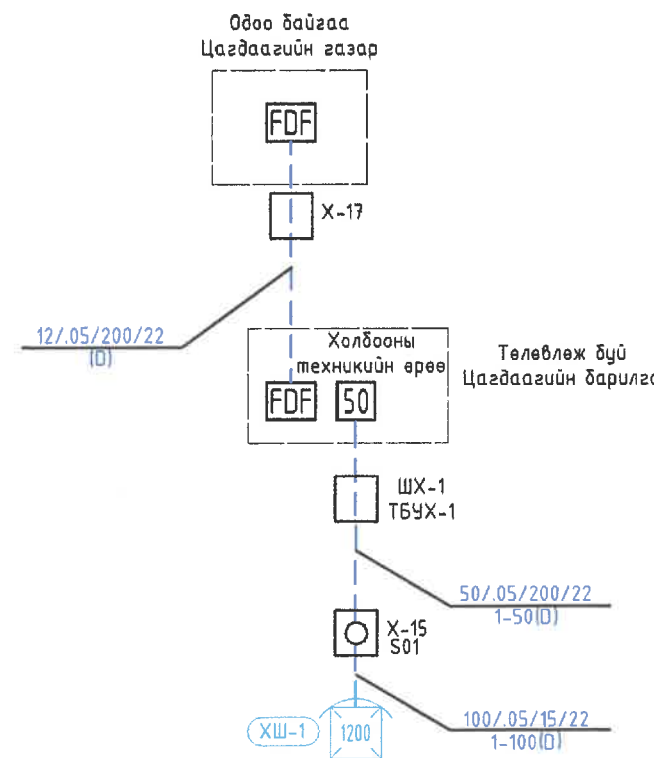 Одоо байгаа
Цагдаагийн газар
FDF
X-17
12/.05/200/22
(D)
Холбооны
техникийн өрөө
FDF
50
Төлөвлөж буй
Цагдаагийн барилга
ШХ-1
ТБУХ-1
50/.05/200/22
1-50(D)
X-15
S01
100/.05/15/22
1-100(D)
ХШ-1
1200